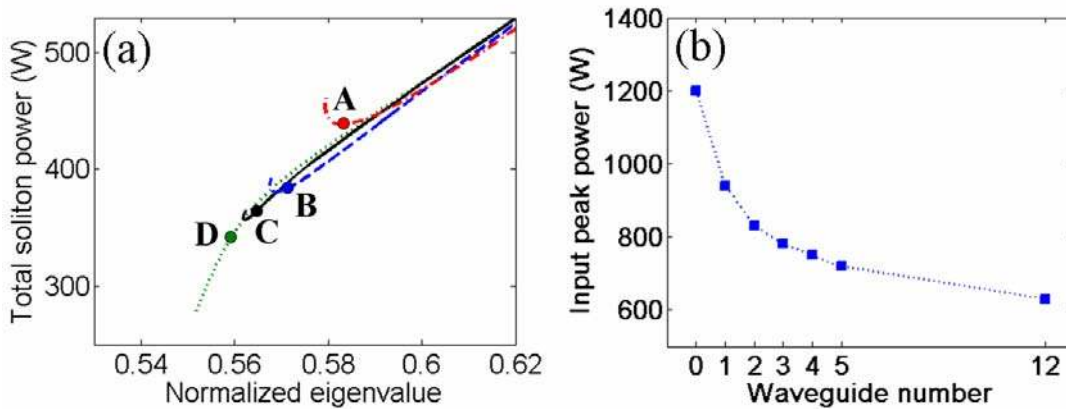 (a)
Total soliton power (W)
500
400
300
A
B
C
D
0.54 0.56 0.58 0.6 0.62
Normalized eigenvalue
(b)
Input peak power (W)
1400
1200
1000
800
600
0 1 2 3 4 5 12
Waveguide number